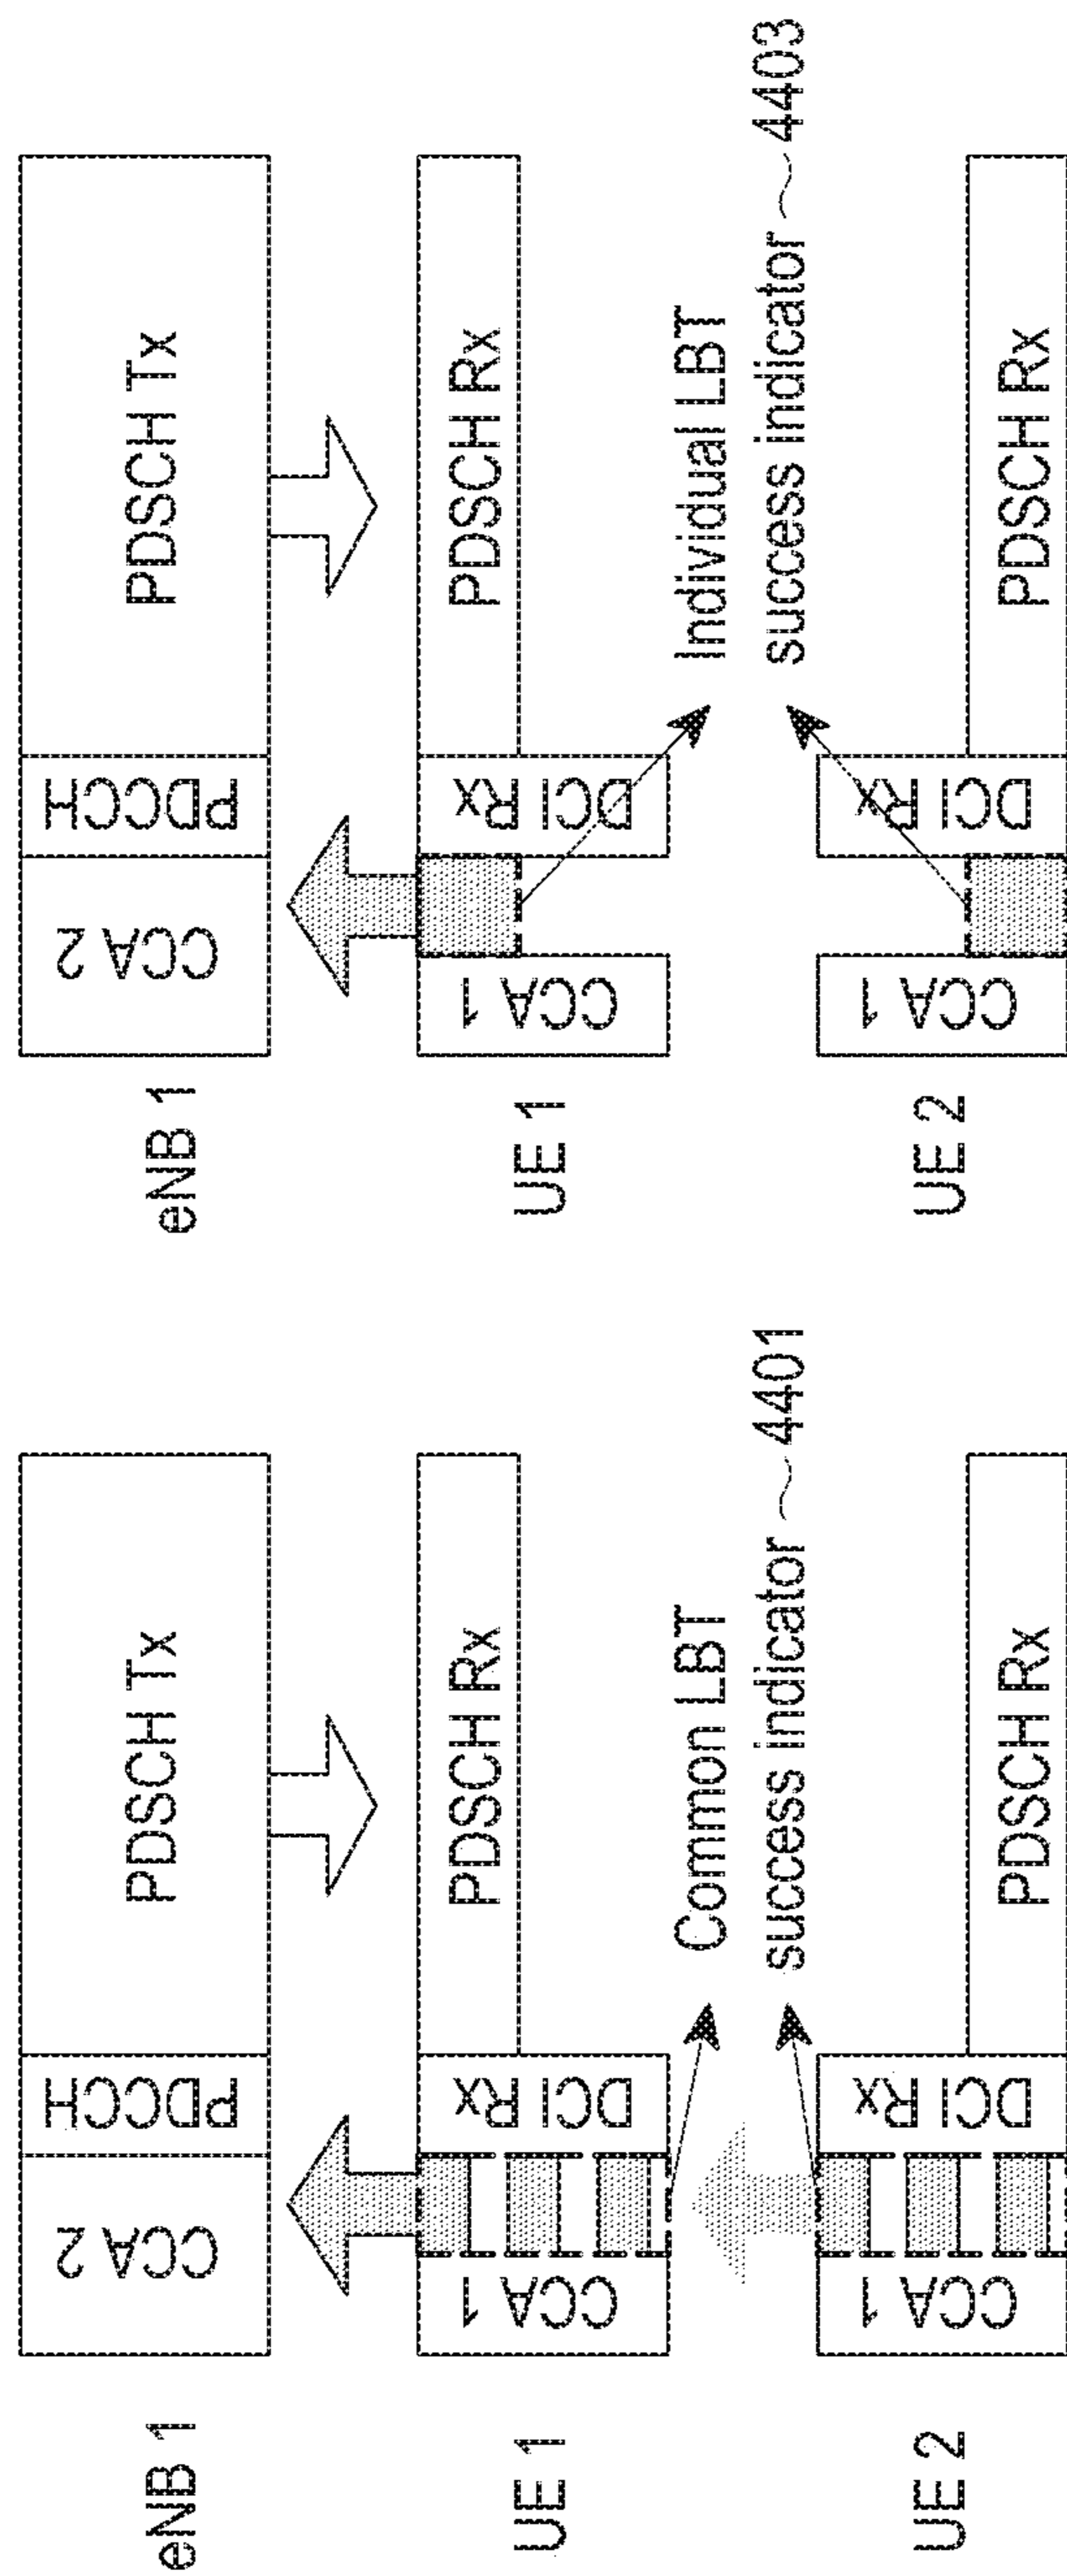 eNB 1
CCA 2
PDCCH
PDSCH Tx
UE 1
CCA 1
DCI Rx
PDSCH Rx
Common LBT
success indicator ~ 4401
UE 2
CCA 1
DCI Rx
PDSCH Rx
eNB 1
CCA 2
PDCCH
PDSCH Tx
UE 1
CCA 1
DCI Rx
PDSCH Rx
Individual LBT
success indicator ~ 4403
UE 2
CCA 1
DCI Rx
PDSCH Rx